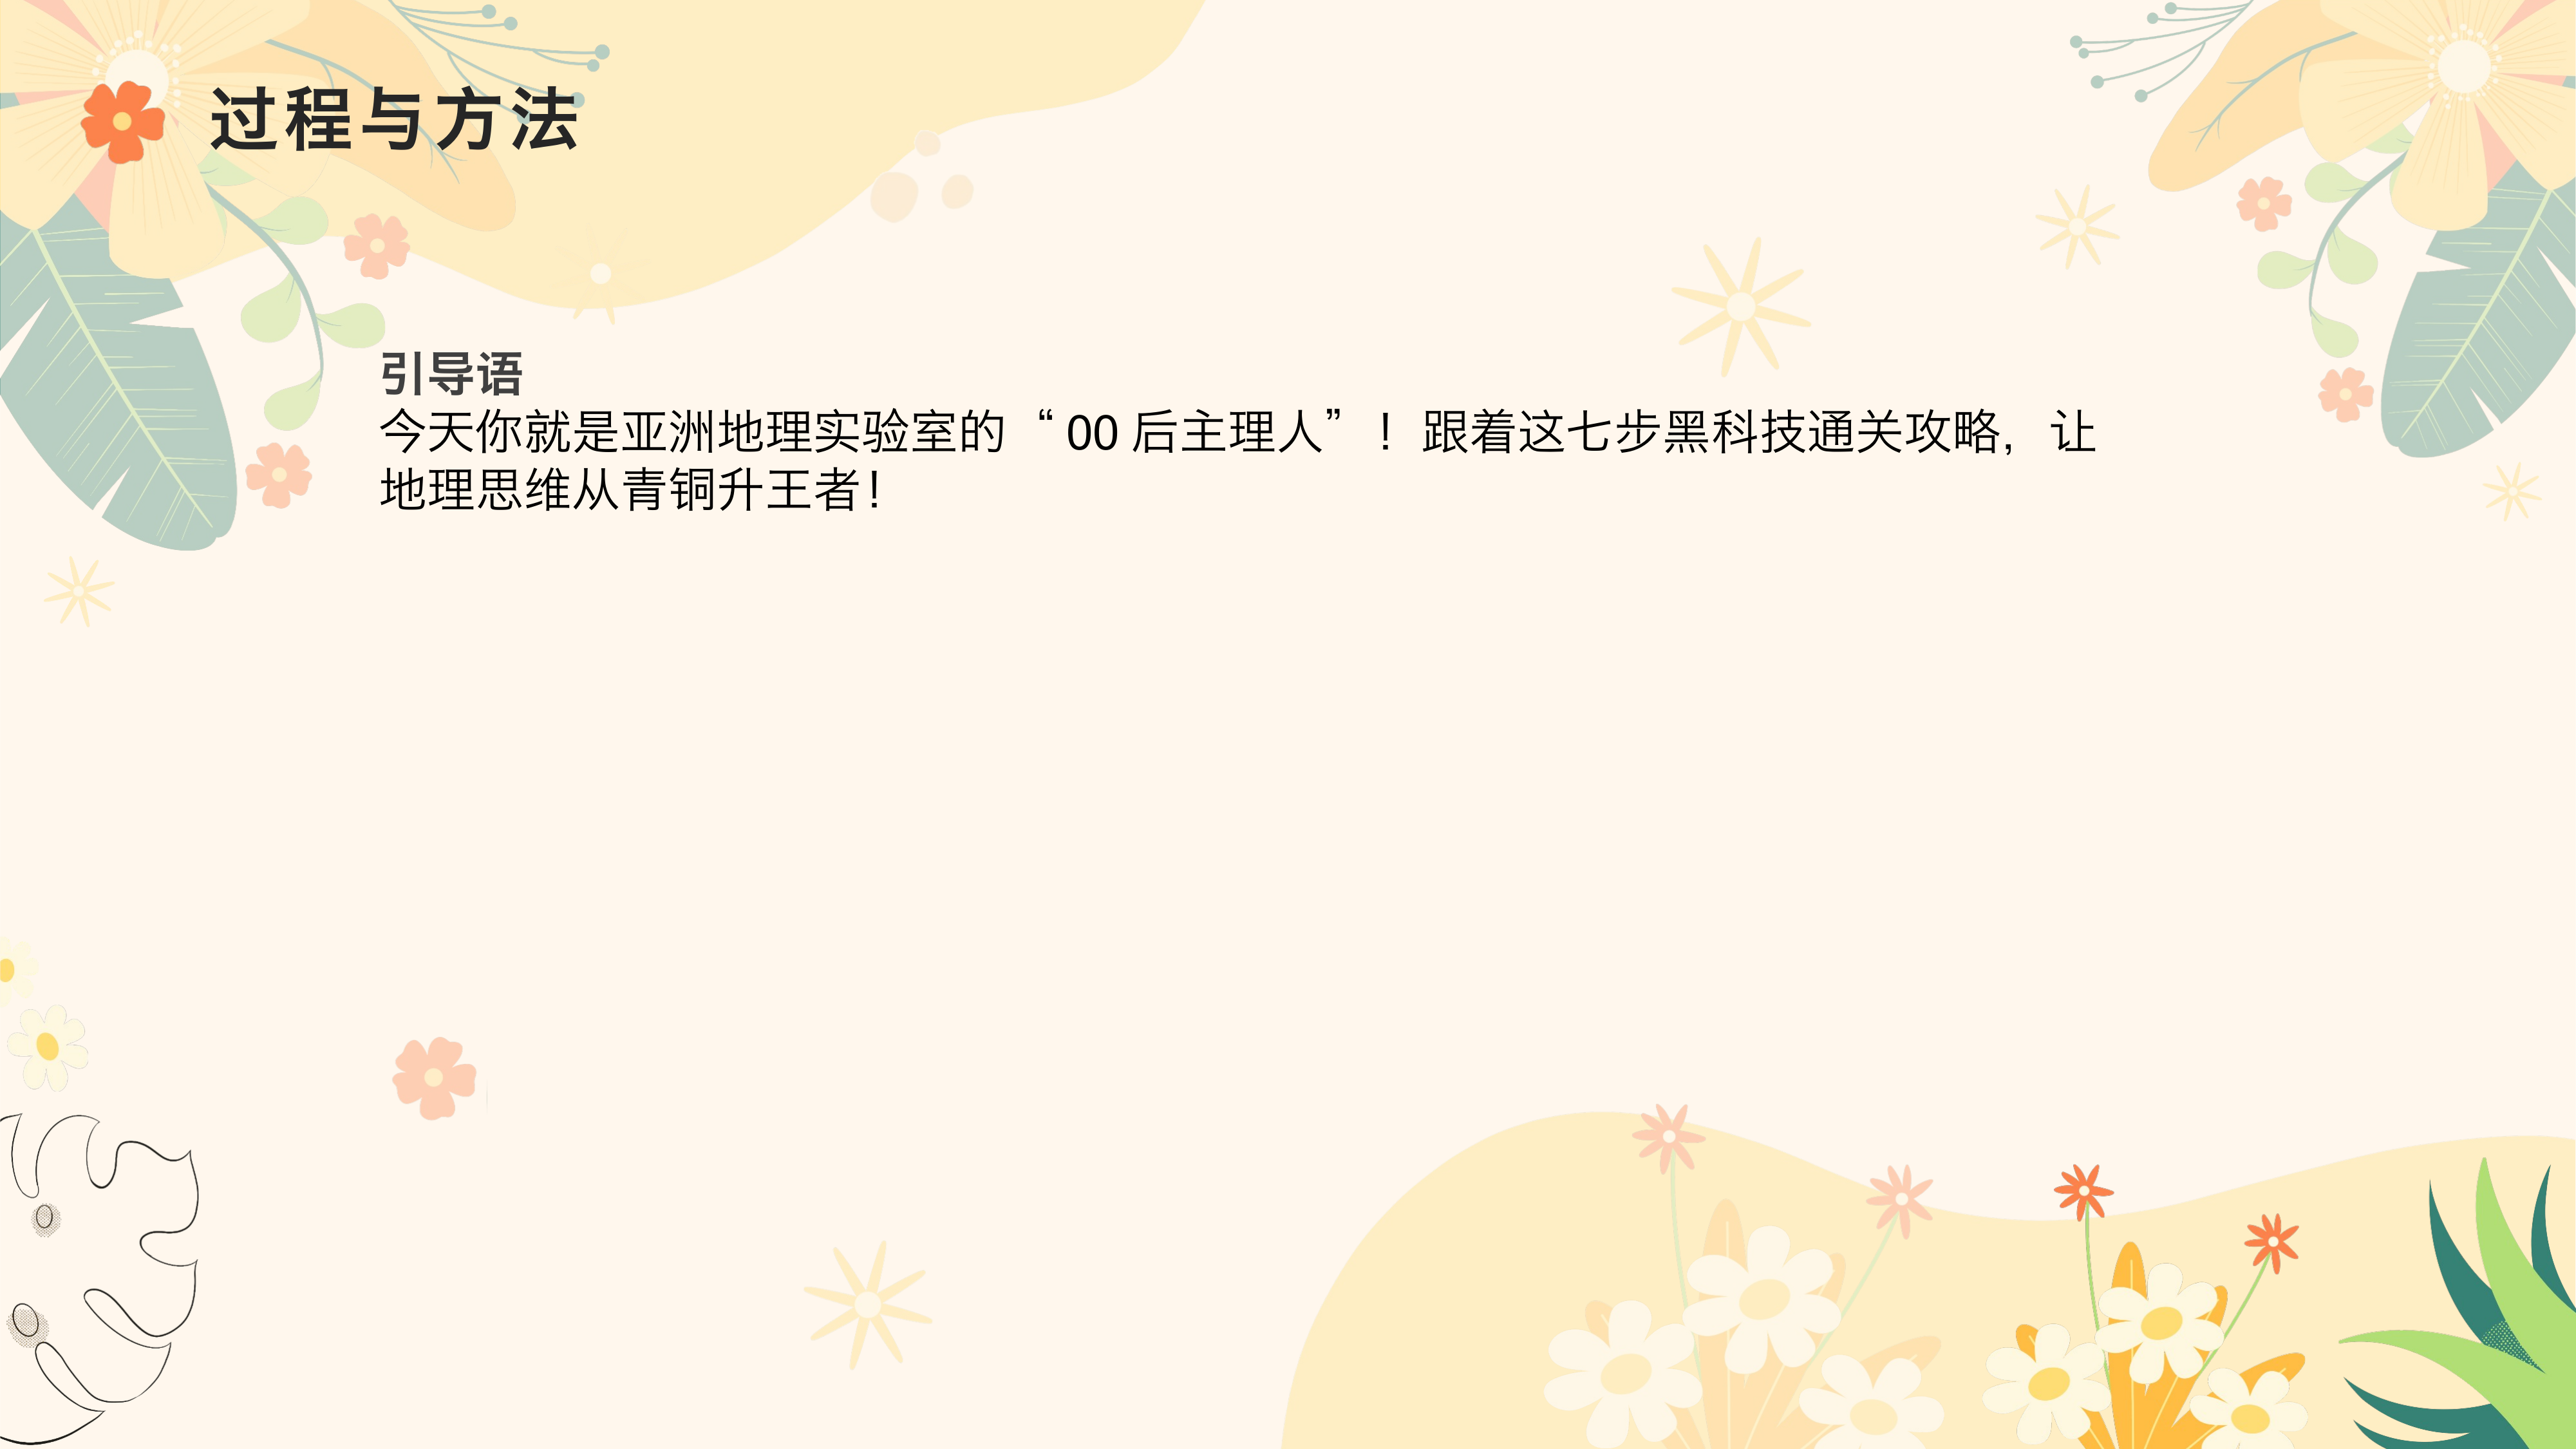 过程与方法
引导语
今天你就是亚洲地理实验室的“00后主理人”！跟着这七步黑科技通关攻略，让
地理思维从青铜升王者！